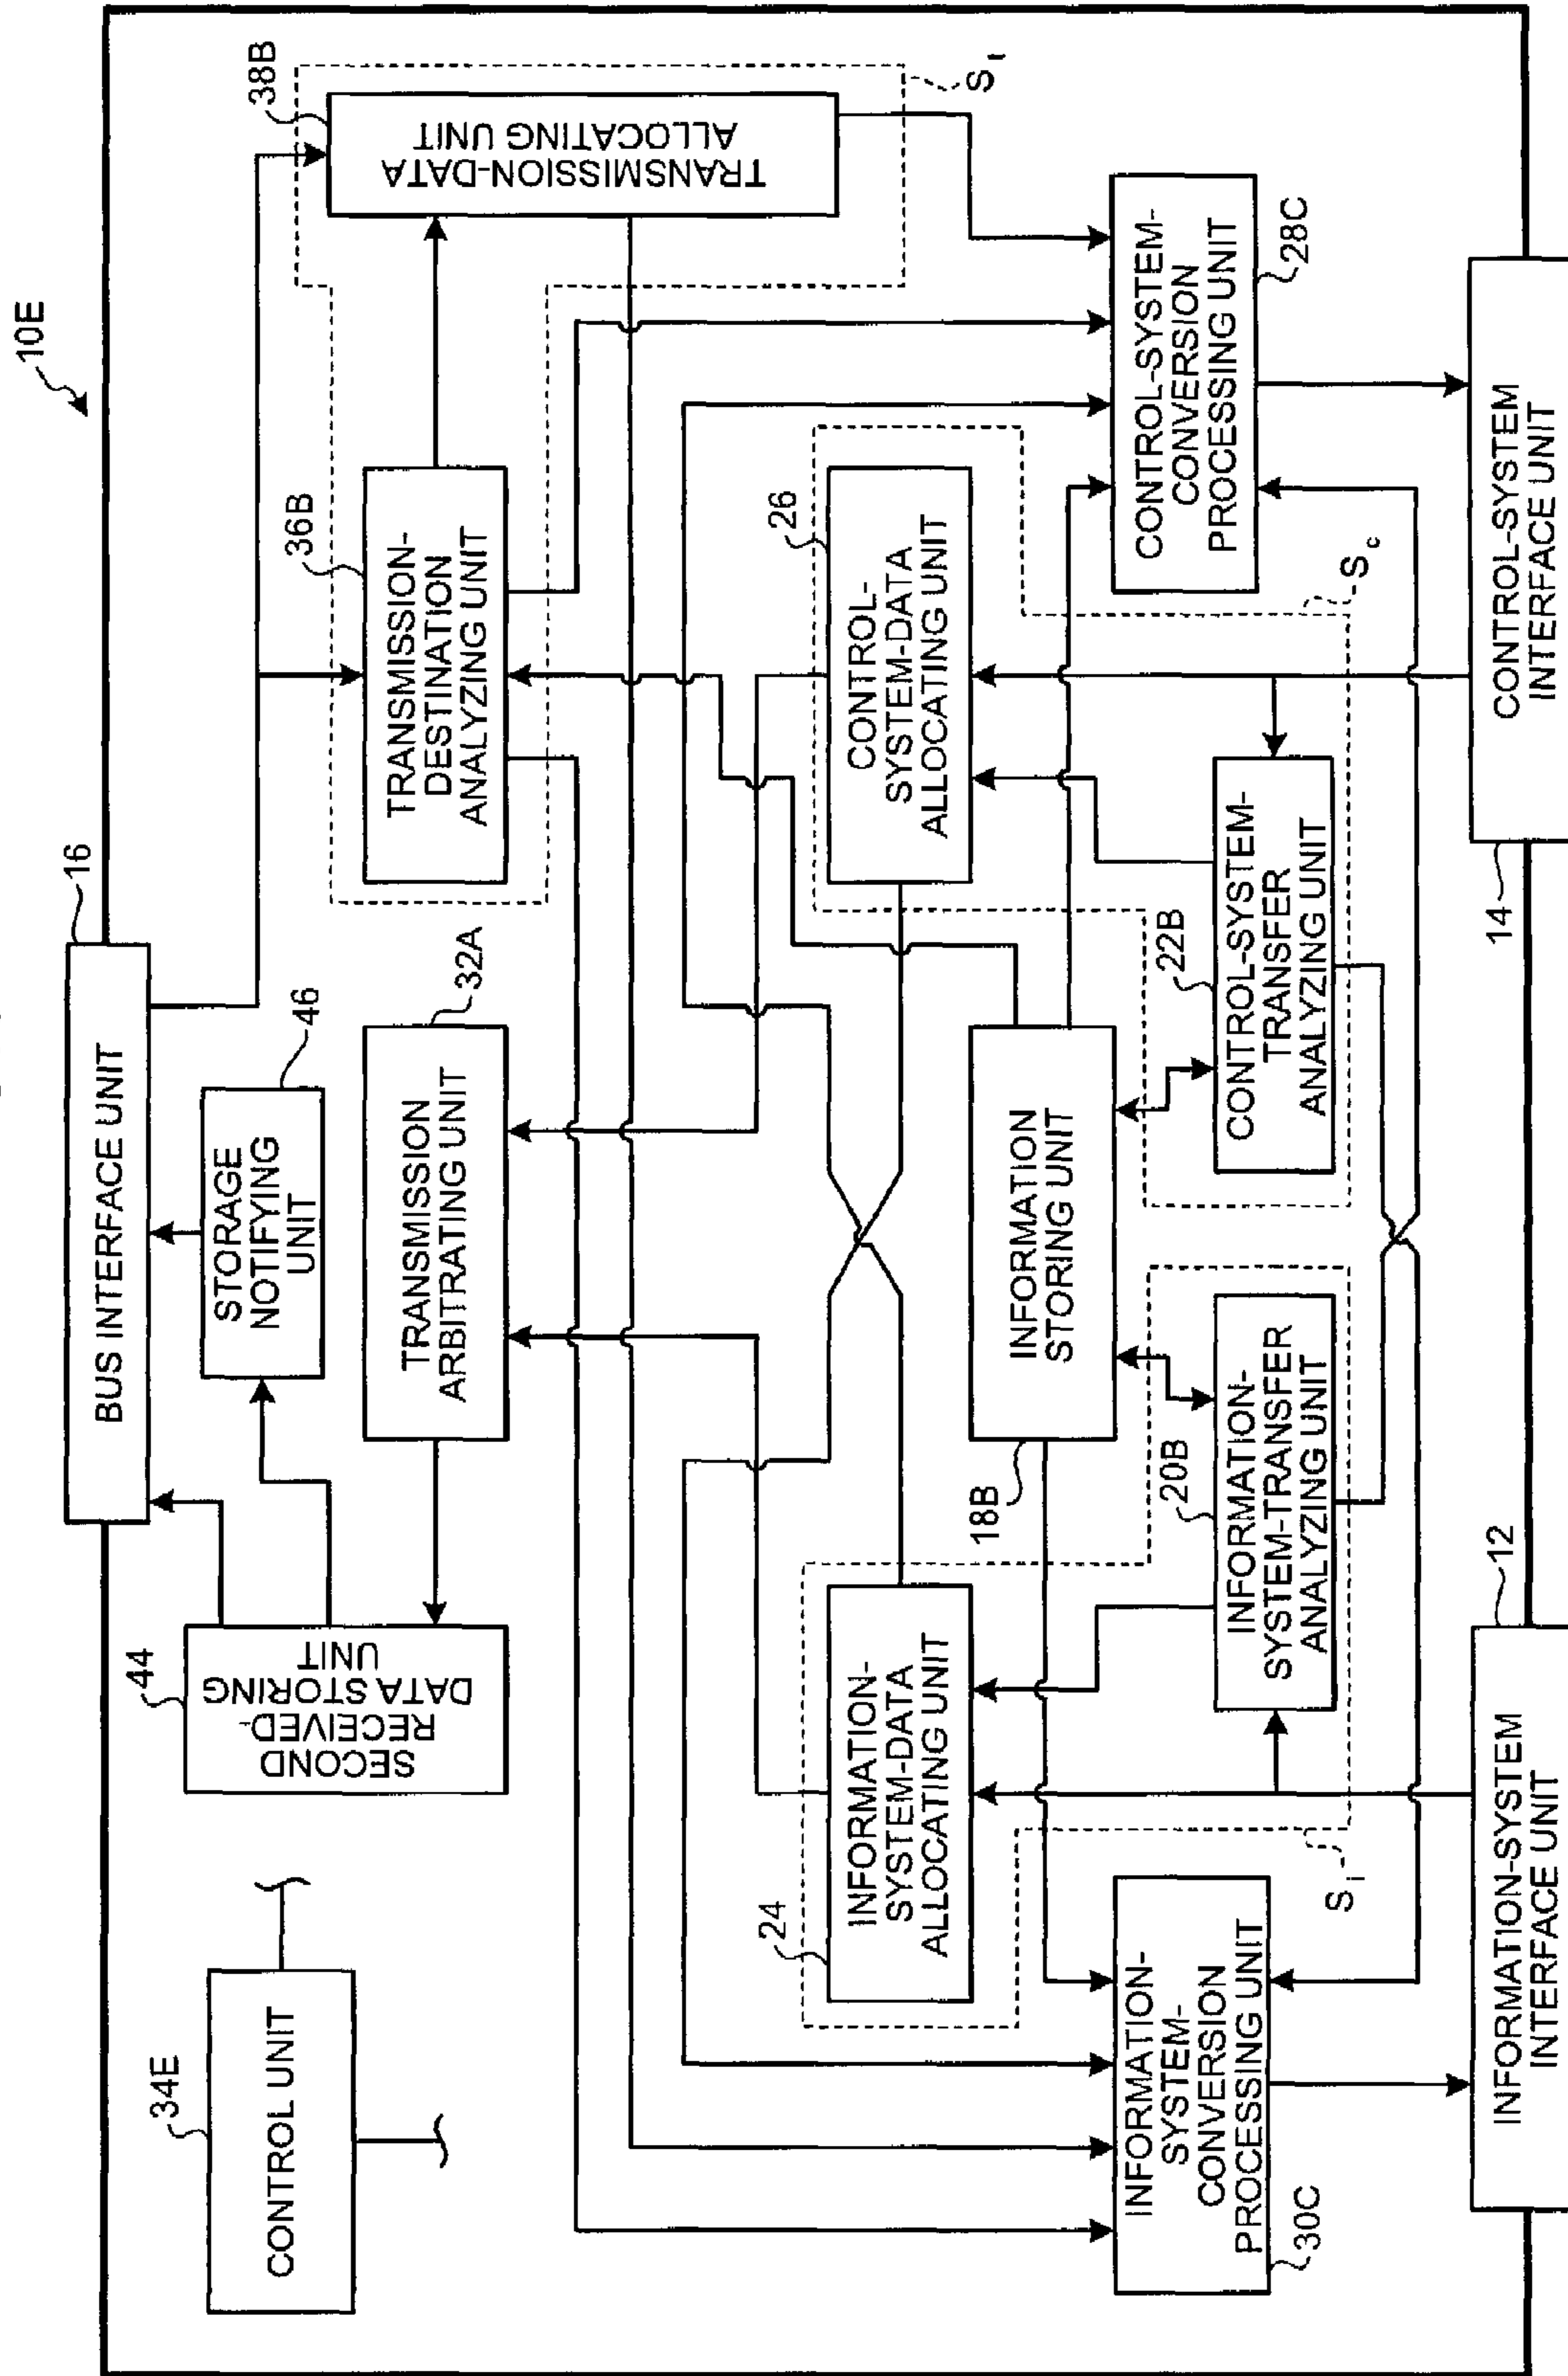 10E
34E
CONTROL UNIT
44
SECOND
RECEIVED-
DATA STORING
UNIT
BUS INTERFACE UNIT
16
STORAGE
NOTIFYING
UNIT
46
TRANSMISSION
ARBITRATING UNIT
32A
36B
TRANSMISSION-
DESTINATION
ANALYZING UNIT
38B
TRANSMISSION-DATA
ALLOCATING UNIT
St
24
INFORMATION-
SYSTEM-DATA
ALLOCATING UNIT
26
CONTROL-
SYSTEM-DATA
ALLOCATING UNIT
18B
INFORMATION
STORING UNIT
INFORMATION-
SYSTEM-
CONVERSION
PROCESSING UNIT
30C
Si
20B
INFORMATION-
SYSTEM-TRANSFER
ANALYZING UNIT
22B
CONTROL-SYSTEM-
TRANSFER
ANALYZING UNIT
Sc
CONTROL-SYSTEM-
CONVERSION
PROCESSING UNIT
28C
INFORMATION-SYSTEM
INTERFACE UNIT
12
14
CONTROL-SYSTEM
INTERFACE UNIT